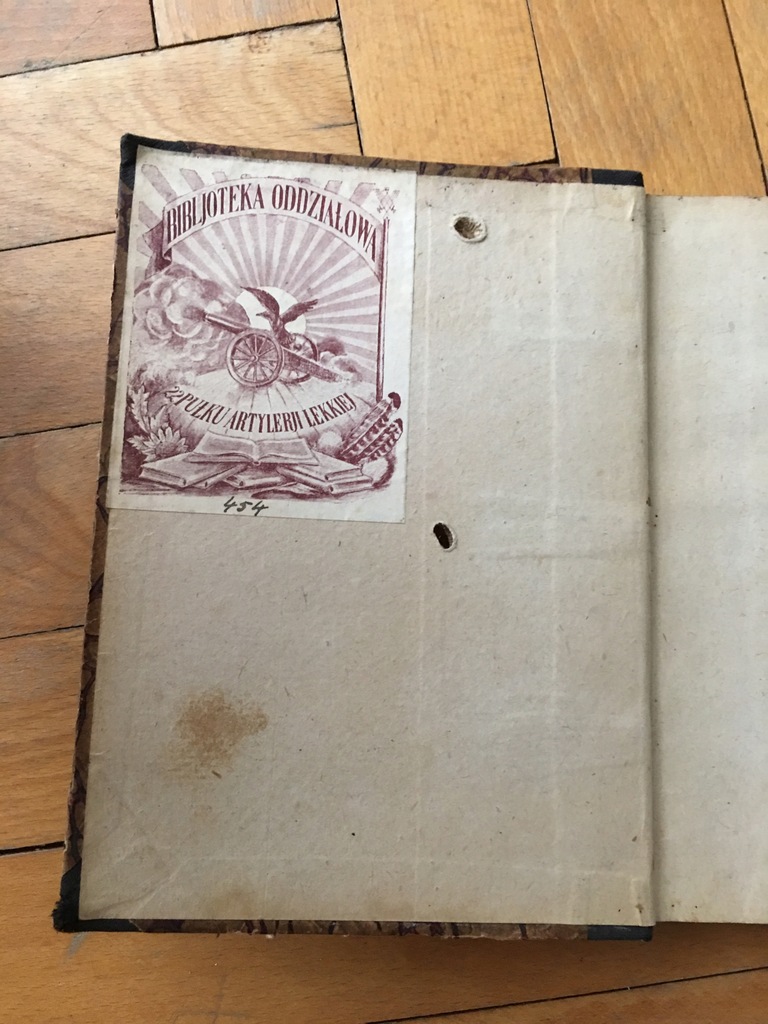 BIBLJOTEKA ODDZIAŁOWA
22 PUŁKU ARTYLERJI LEKKIEJ
454